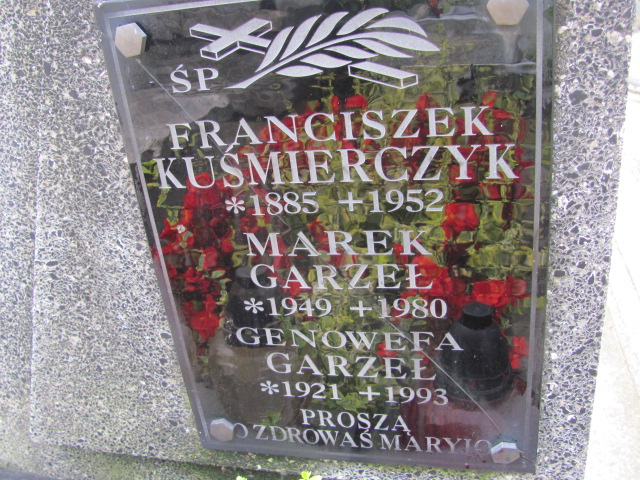 ŚP
FRANCISZEK
KUŚMIERCZYK
*1885 +1952
MAREK
GARZEŁ
*1949 +1980
GENOWEFA
GARZEŁ
*1921 +1993
PROSZĄ
O ZDROWAŚ MARYJO